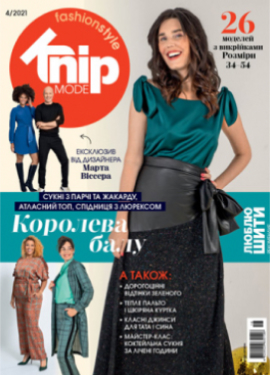 4/2021
fashionstyle
knip
MODE
26
моделей
з викрійками
Розміри
34-54
ЕКСКЛЮЗИВ
ВІД ДИЗАЙНЕРА
Марта
Віссера
СУКНІ З ПАРЧІ ТА ЖАКАРДУ,
АТЛАСНИЙ ТОП, СПІДНИЦЯ З ЛЮРЕКСОМ
Королева
балу
А ТАКОЖ:
• ДОРОГОЦІННІ
ВІДТІНКИ ЗЕЛЕНОГО
• ТЕПЛЕ ПАЛЬТО
І ШКІРЯНА КУРТКА
• КЛАСНІ ДЖИНСИ
ДЛЯ ТАТА І СИНА
• МАЙСТЕР-КЛАС:
КОКТЕЙЛЬНА СУКНЯ
ЗА ЛІЧЕНІ ГОДИНИ
ЛЮБЛЮ
ШИТИ